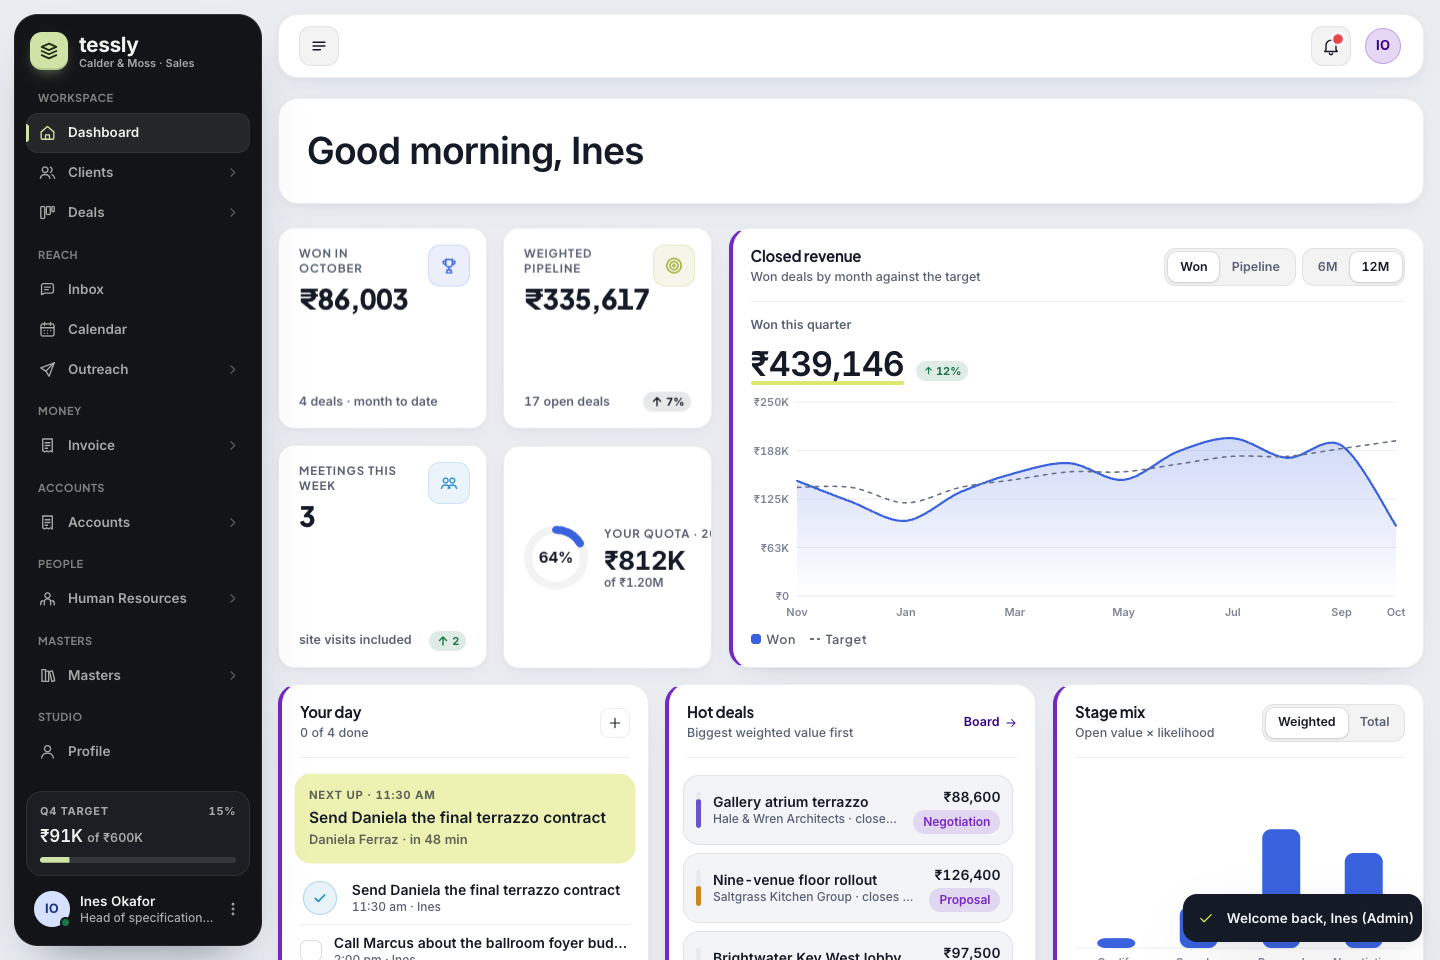 tessly
Calder & Moss · Sales
WORKSPACE
Dashboard
Clients
Deals
REACH
Inbox
Calendar
Outreach
MONEY
Invoice
ACCOUNTS
Accounts
PEOPLE
Human Resources
MASTERS
Masters
STUDIO
Profile
Q4 TARGET 15%
₹91K of ₹600K
IO
Ines Okafor
Head of specification...
IO
Good morning, Ines
WON IN
OCTOBER
₹86,003
4 deals · month to date
WEIGHTED
PIPELINE
₹335,617
17 open deals ↑ 7%
MEETINGS THIS
WEEK
3
site visits included ↑ 2
64%
YOUR QUOTA · 20
₹812K
of ₹1.20M
Closed revenue
Won deals by month against the target
Won Pipeline 6M 12M
Won this quarter
₹439,146 ↑ 12%
₹250K
₹188K
₹125K
₹63K
₹0
Nov Jan Mar May Jul Sep Oct
Won Target
Your day
0 of 4 done
NEXT UP · 11:30 AM
Send Daniela the final terrazzo contract
Daniela Ferraz · in 48 min
Send Daniela the final terrazzo contract
11:30 am · Ines
Call Marcus about the ballroom foyer bud...
2:00 pm · Ines
Hot deals
Biggest weighted value first
Board →
Gallery atrium terrazzo ₹88,600
Hale & Wren Architects · close... Negotiation
Nine-venue floor rollout ₹126,400
Saltgrass Kitchen Group · closes ... Proposal
Brightwater Key West lobby ₹97,500
Stage mix
Open value × likelihood
Weighted Total
Welcome back, Ines (Admin)